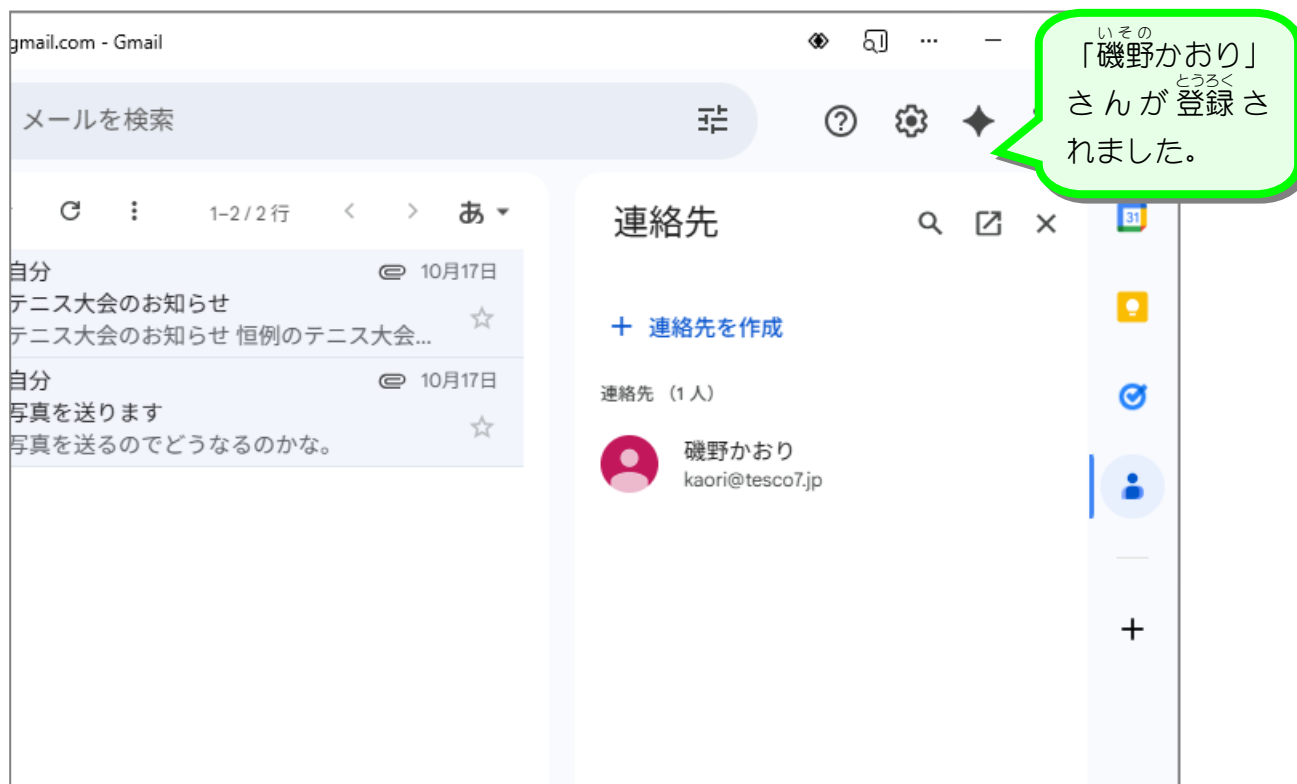 gmail.com - Gmail
いその
「磯野かおり」
とうろく
さんが登録さ
れました。
メールを検索
1–2 / 2 行
あ
自分
10月17日
テニス大会のお知らせ
テニス大会のお知らせ 恒例のテニス大会...
自分
10月17日
写真を送ります
写真を送るのでどうなるのかな。
連絡先
31
+ 連絡先を作成
連絡先 （1 人）
磯野かおり
kaori@tesco7.jp